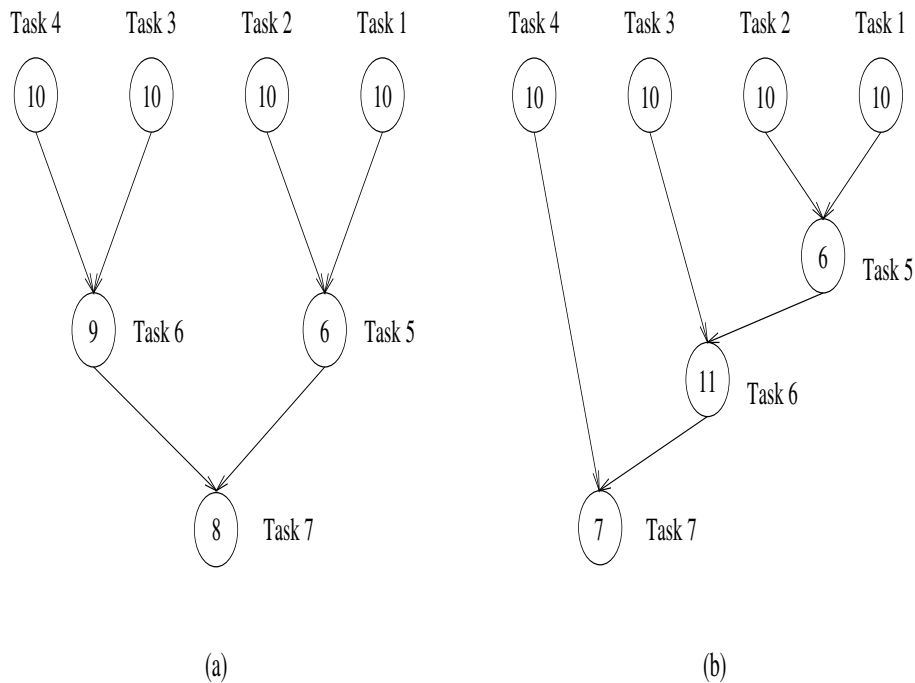 Task 4 Task 3 Task 2 Task 1 Task 4 Task 3 Task 2 Task 1
10 10 10 10 10 10 10 10
6 Task 5
9 Task 6 6 Task 5
11 Task 6
8 Task 7 7 Task 7
(a) (b)